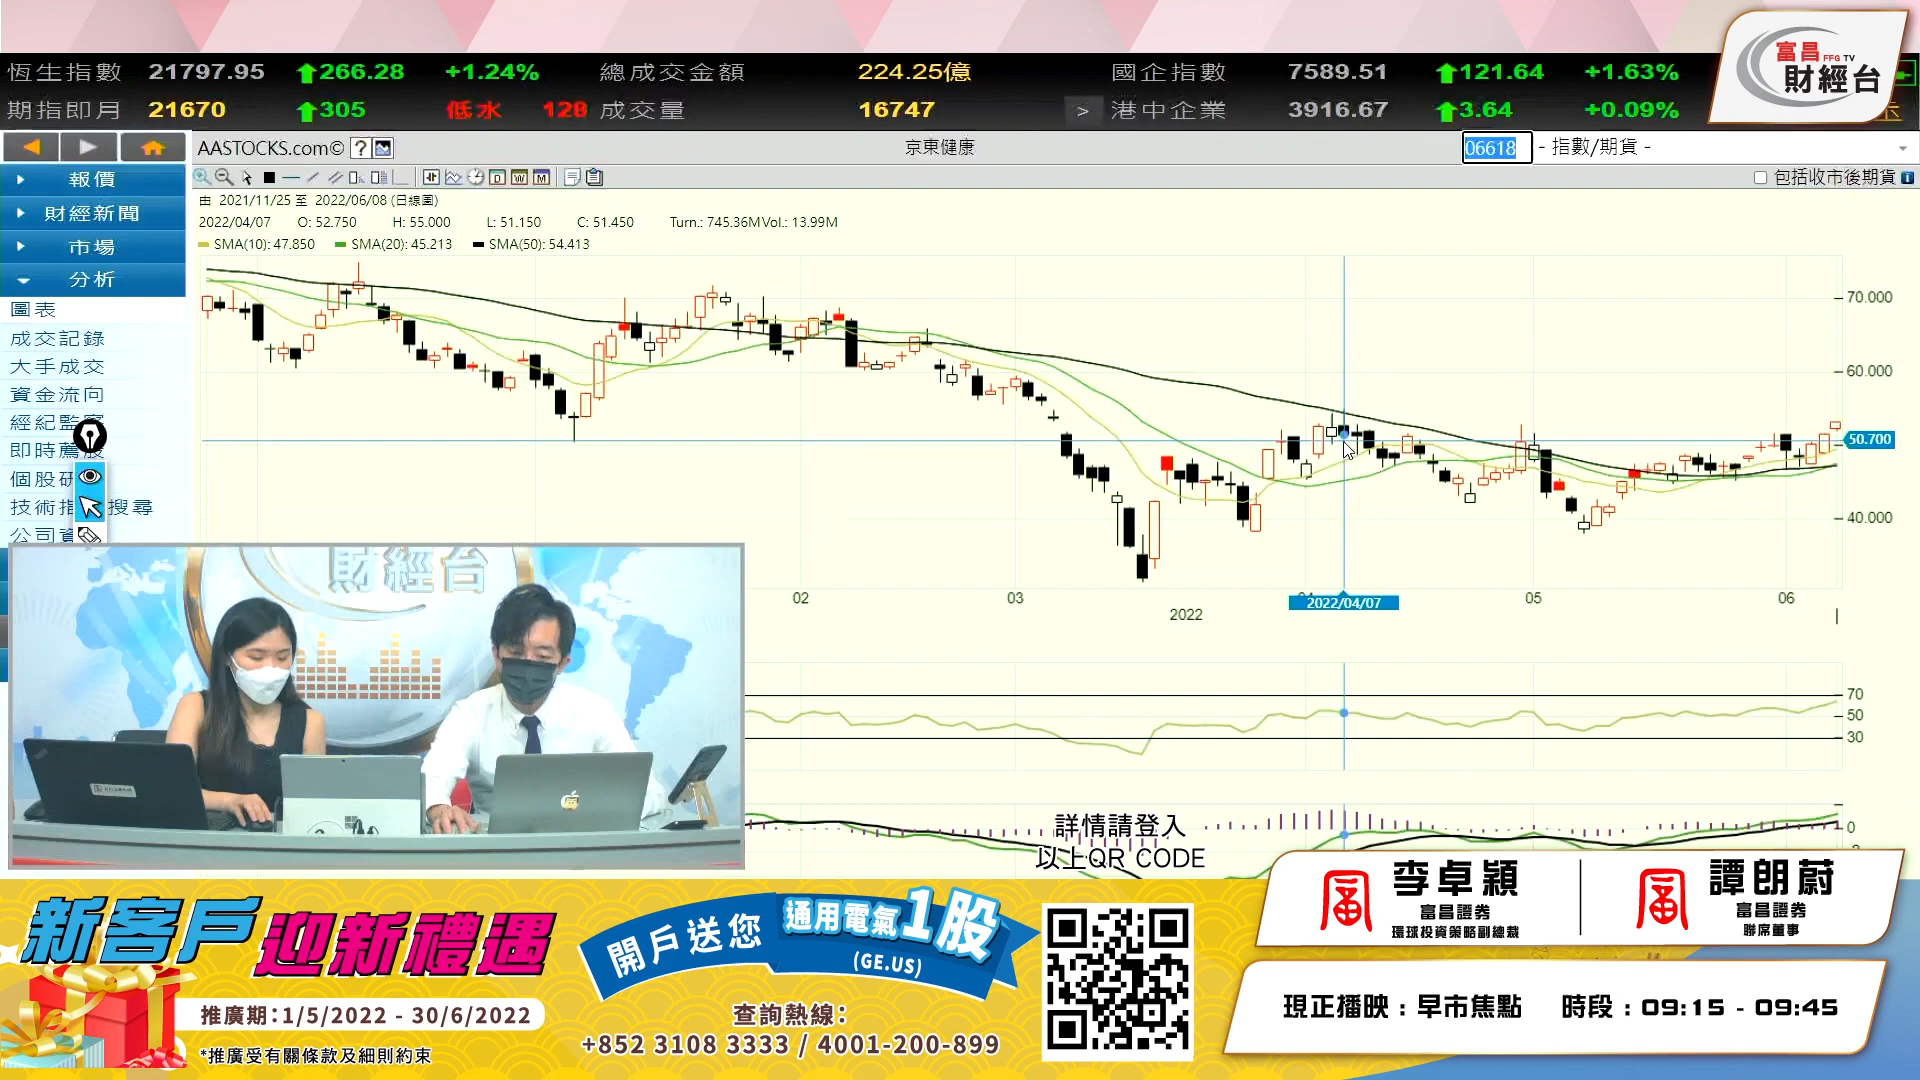 恆生指數 21797.95 266.28 +1.24% 總成交金額 224.25億 國企指數 7589.51 121.64 +1.63%
期指即月 21670 305 低水 128 成交量 16747 > 港中企業 3916.67 3.64 +0.09%
富昌 FFG TV
財經台
AASTOCKS.com© ? 京東健康 06618 - 指數/期貨 -
包括收市後期貨
報價
財經新聞
市場
分析
圖表
成交記錄
大手成交
資金流向
經紀監察
即時薦股
個股研
技術指 搜尋
公司資
由 2021/11/25 至 2022/06/08 (日線圖)
2022/04/07 O: 52.750 H: 55.000 L: 51.150 C: 51.450 Turn.: 745.36M Vol.: 13.99M
SMA(10): 47.850 SMA(20): 45.213 SMA(50): 54.413
70.000
60.000
50.700
40.000
02 03 2022/04/07 05 06
2022
70
50
30
0
財經台
詳情請登入
以上QR CODE
新客戶 迎新禮遇
推廣期:1/5/2022 - 30/6/2022
*推廣受有關條款及細則約束
開戶送您 通用電氣1股
(GE.US)
查詢熱線:
+852 3108 3333 / 4001-200-899
李卓穎
富昌證券
環球投資策略副總裁
譚朗蔚
富昌證券
聯席董事
現正播映：早市焦點 時段：09:15 - 09:45